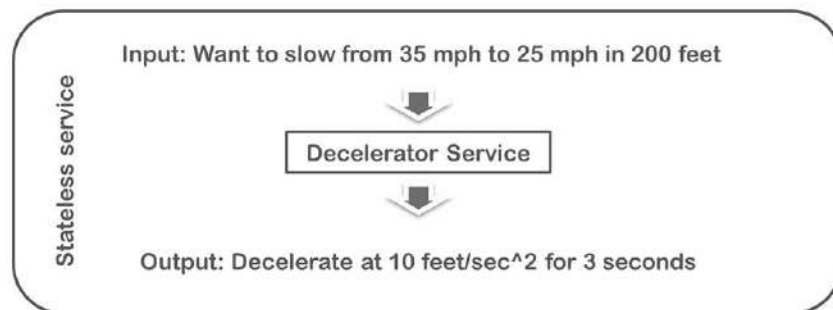 Input: Want to slow from 35 mph to 25 mph in 200 feet
Stateless service
Decelerator Service
Output: Decelerate at 10 feet/sec^2 for 3 seconds